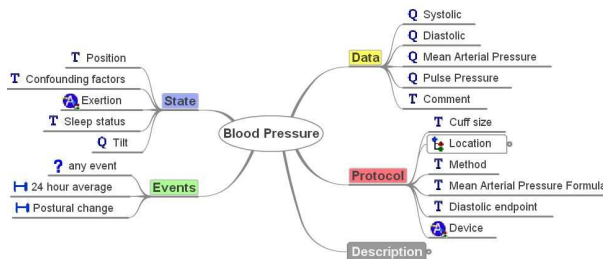 Blood Pressure
Data
Q Systolic
Q Diastolic
Q Mean Arterial Pressure
Q Pulse Pressure
T Comment
Protocol
T Cuff size
Location
T Method
T Mean Arterial Pressure Formula
T Diastolic endpoint
A Device
Description
State
T Position
T Confounding factors
A Exertion
T Sleep status
Q Tilt
Events
? any event
24 hour average
Postural change